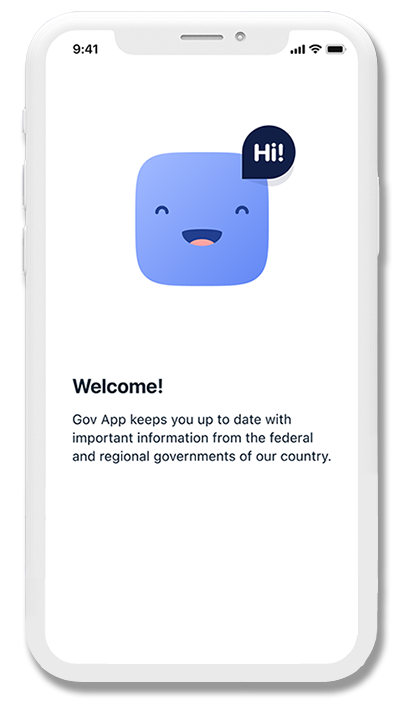 9:41
Hi!
Welcome!
Gov App keeps you up to date with
important information from the federal
and regional governments of our country.